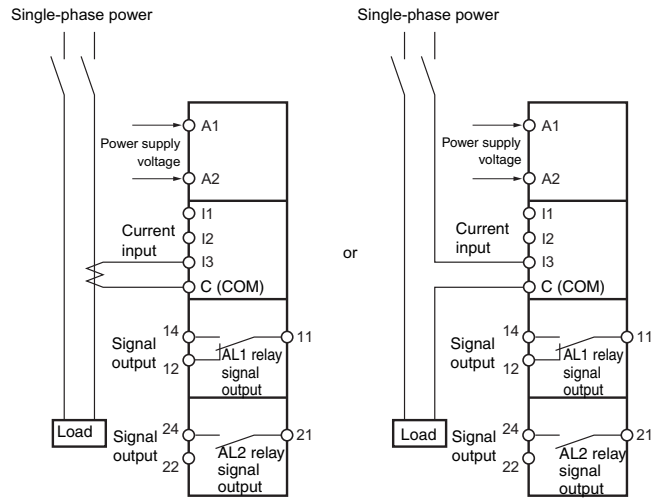 Single-phase power
A1
Power supply
voltage
A2
I1
I2
Current
input
I3
C (COM)
14
11
Signal
output
AL1 relay
signal
output
12
Load
24
21
Signal
output
AL2 relay
signal
output
22
or
Single-phase power
A1
Power supply
voltage
A2
I1
I2
Current
input
I3
C (COM)
14
11
Signal
output
AL1 relay
signal
output
12
Load
24
21
Signal
output
AL2 relay
signal
output
22